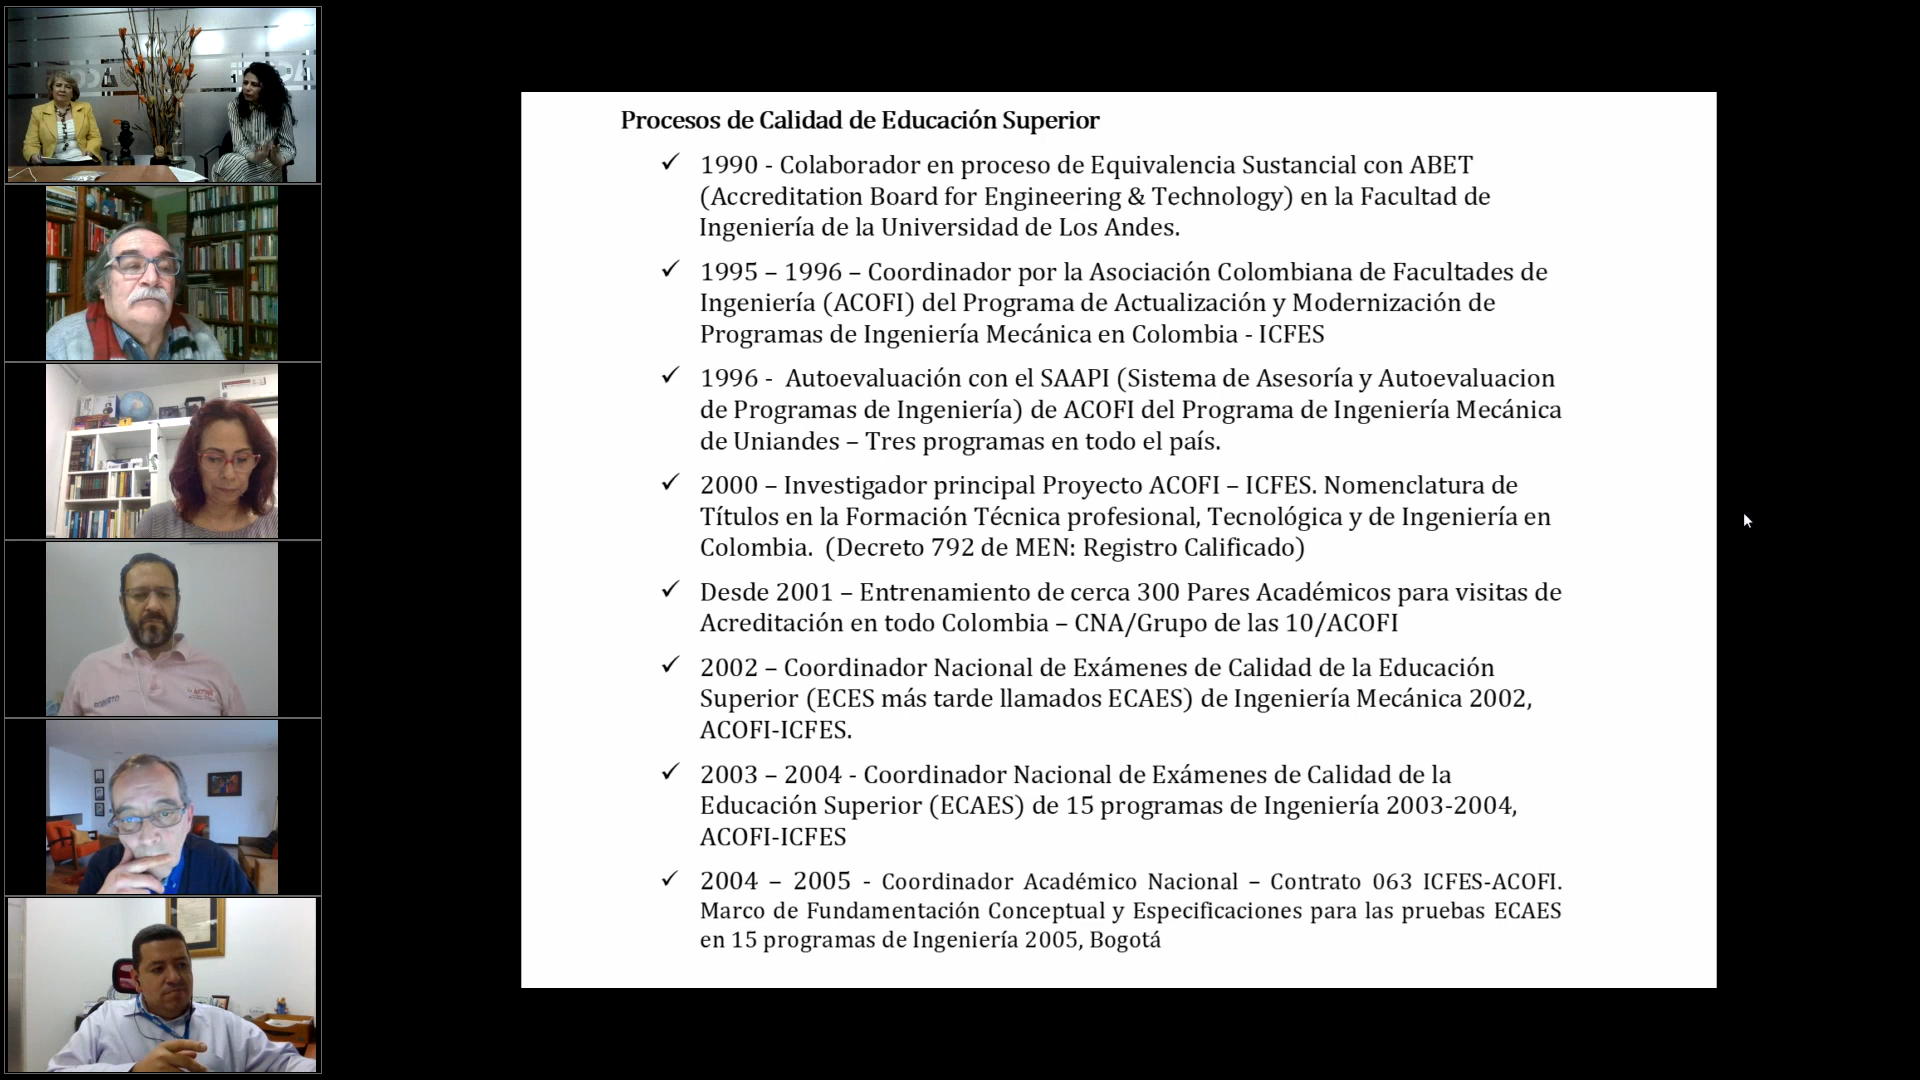 Procesos de Calidad de Educación Superior
✓ 1990 - Colaborador en proceso de Equivalencia Sustancial con ABET
(Accreditation Board for Engineering & Technology) en la Facultad de
Ingeniería de la Universidad de Los Andes.
✓ 1995 – 1996 – Coordinador por la Asociación Colombiana de Facultades de
Ingeniería (ACOFI) del Programa de Actualización y Modernización de
Programas de Ingeniería Mecánica en Colombia - ICFES
✓ 1996 - Autoevaluación con el SAAPI (Sistema de Asesoría y Autoevaluacion
de Programas de Ingeniería) de ACOFI del Programa de Ingeniería Mecánica
de Uniandes – Tres programas en todo el país.
✓ 2000 – Investigador principal Proyecto ACOFI – ICFES. Nomenclatura de
Títulos en la Formación Técnica profesional, Tecnológica y de Ingeniería en
Colombia. (Decreto 792 de MEN: Registro Calificado)
✓ Desde 2001 – Entrenamiento de cerca 300 Pares Académicos para visitas de
Acreditación en todo Colombia – CNA/Grupo de las 10/ACOFI
✓ 2002 – Coordinador Nacional de Exámenes de Calidad de la Educación
Superior (ECES más tarde llamados ECAES) de Ingeniería Mecánica 2002,
ACOFI-ICFES.
✓ 2003 – 2004 - Coordinador Nacional de Exámenes de Calidad de la
Educación Superior (ECAES) de 15 programas de Ingeniería 2003-2004,
ACOFI-ICFES
✓ 2004 – 2005 - Coordinador Académico Nacional – Contrato 063 ICFES-ACOFI.
Marco de Fundamentación Conceptual y Especificaciones para las pruebas ECAES
en 15 programas de Ingeniería 2005, Bogotá